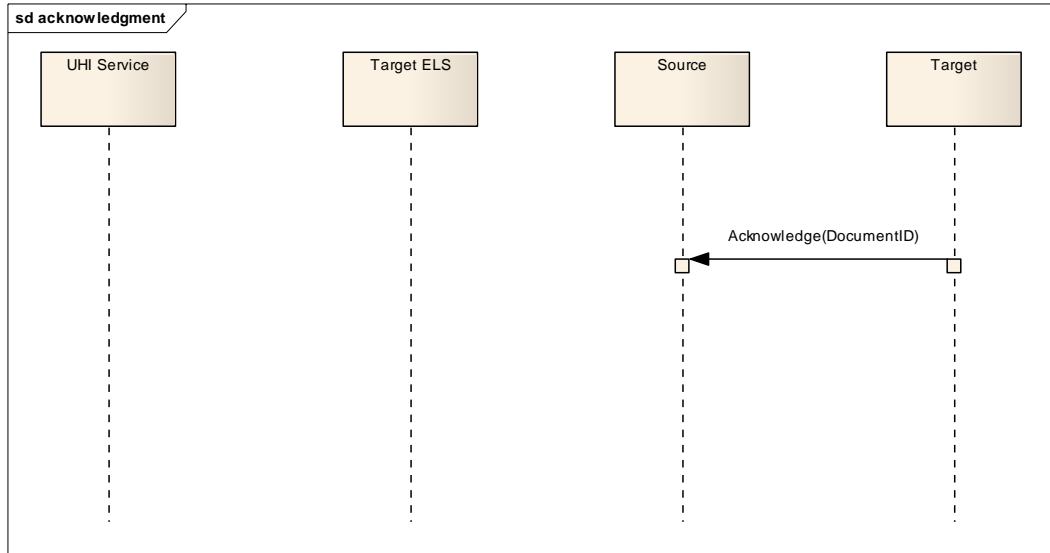 sd acknowledgment
UHI Service
Target ELS
Source
Target
Acknowledge(DocumentID)